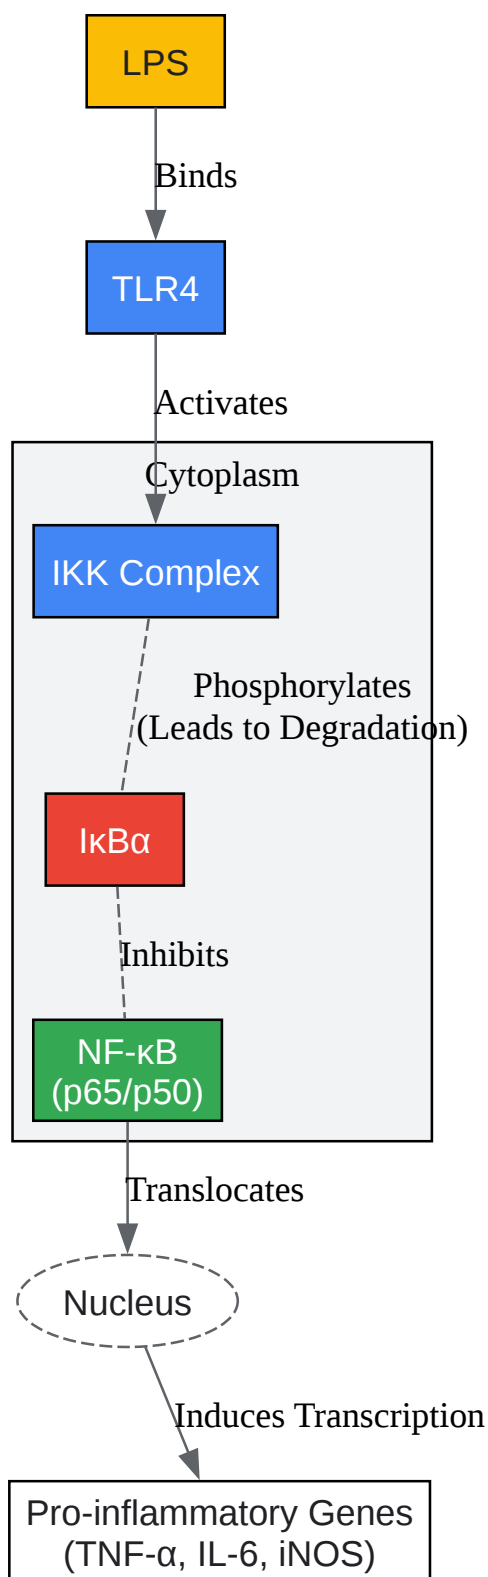 LPS
Binds
TLR4
Activates
Cytoplasm
IKK Complex
Phosphorylates
(Leads to Degradation)
IκBα
Inhibits
NF-κB
(p65/p50)
Translocates
Nucleus
Induces Transcription
Pro-inflammatory Genes
(TNF-α, IL-6, iNOS)